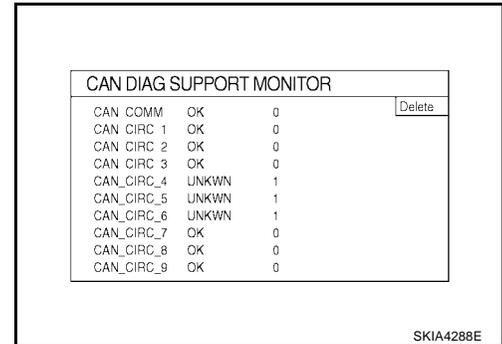 CAN DIAG SUPPORT MONITOR
Delete
CAN COMM OK 0
CAN CIRC 1 OK 0
CAN CIRC 2 OK 0
CAN CIRC 3 OK 0
CAN_CIRC_4 UNKWN 1
CAN_CIRC_5 UNKWN 1
CAN_CIRC_6 UNKWN 1
CAN_CIRC_7 OK 0
CAN_CIRC_8 OK 0
CAN_CIRC_9 OK 0
SKIA4288E